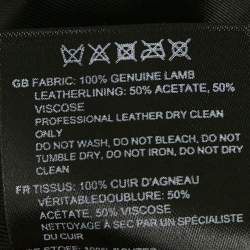 GB FABRIC: 100% GENUINE LAMB
LEATHERLINING: 50% ACETATE, 50%
VISCOSE
PROFESSIONAL LEATHER DRY CLEAN
ONLY
DO NOT WASH, DO NOT BLEACH, DO NOT
TUMBLE DRY, DO NOT IRON, DO NOT DRY
CLEAN
FR TISSUS: 100% CUIR D'AGNEAU
VÉRITABLEDOUBLURE: 50%
ACÉTATE, 50% VISCOSE
NETTOYAGE À SEC PAR UN SPÉCIALISTE
DU CUIR